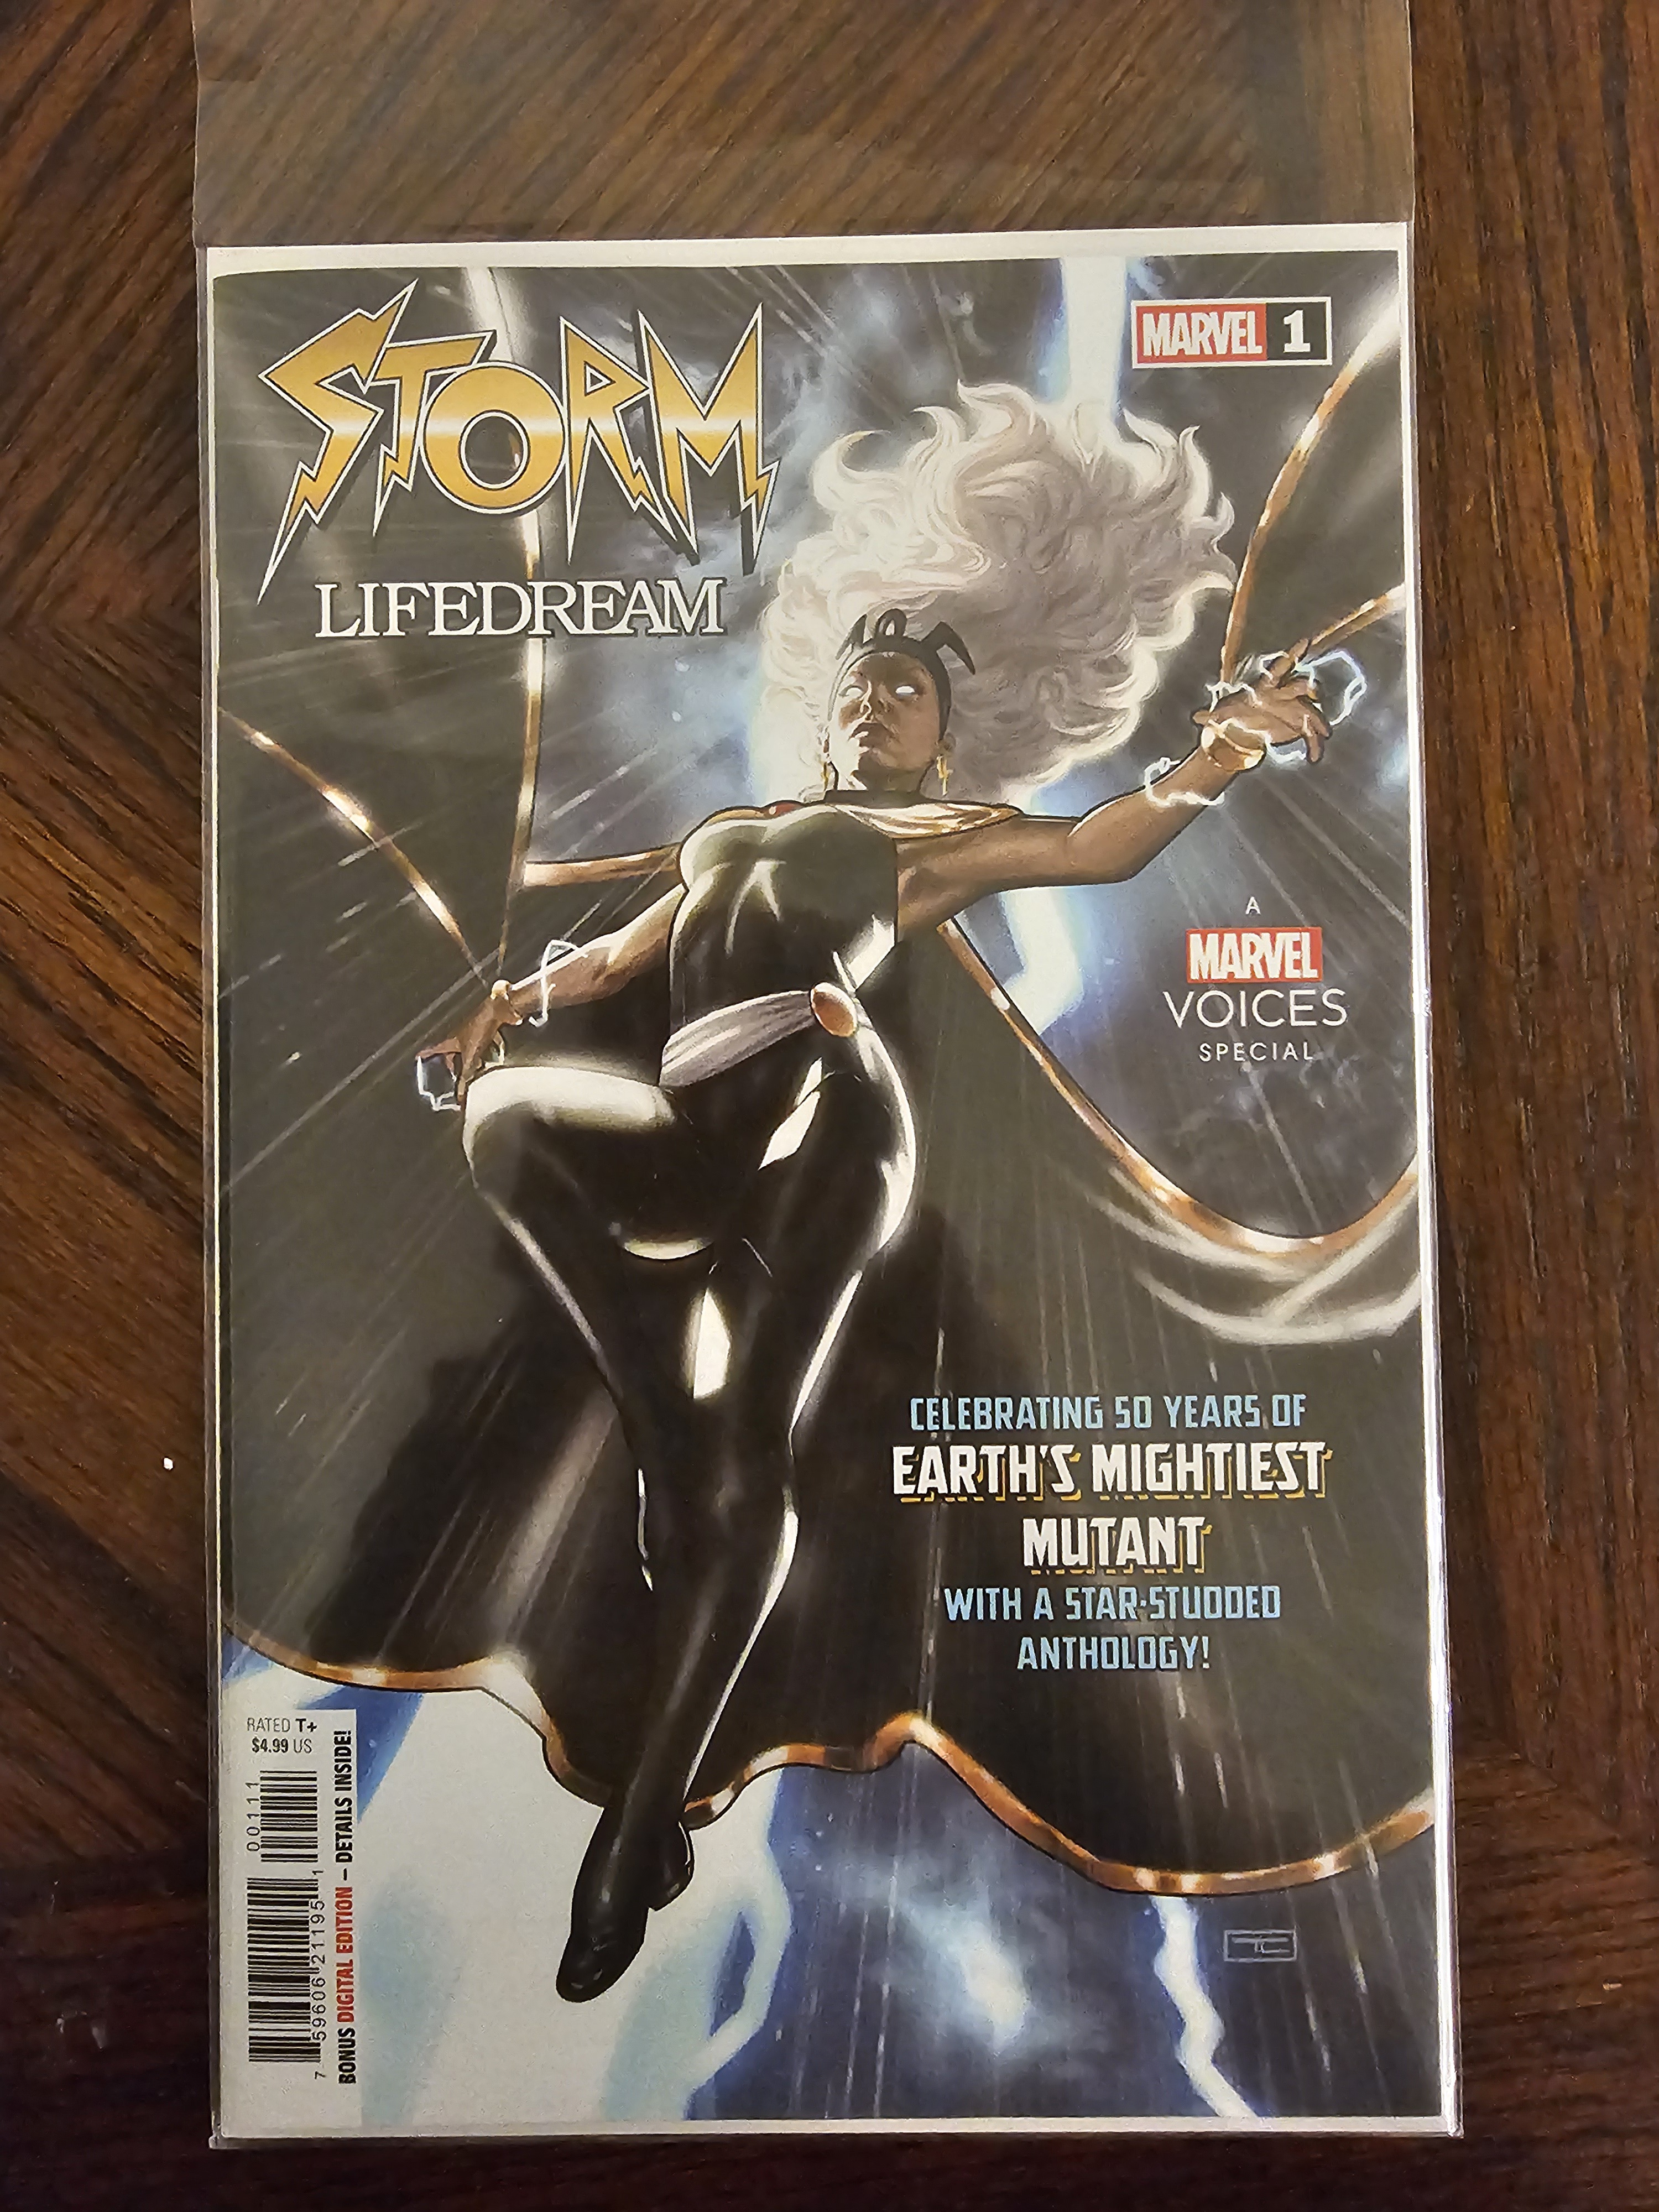 STORM
LIFEDREAM
MARVEL 1
A
MARVEL
VOICES
SPECIAL
CELEBRATING 50 YEARS OF
EARTH'S MIGHTIEST
MUTANT
WITH A STAR-STUDDED
ANTHOLOGY!
RATED T+
$4.99 US
00111
7 59606 21195 1
BONUS DIGITAL EDITION – DETAILS INSIDE!
TC